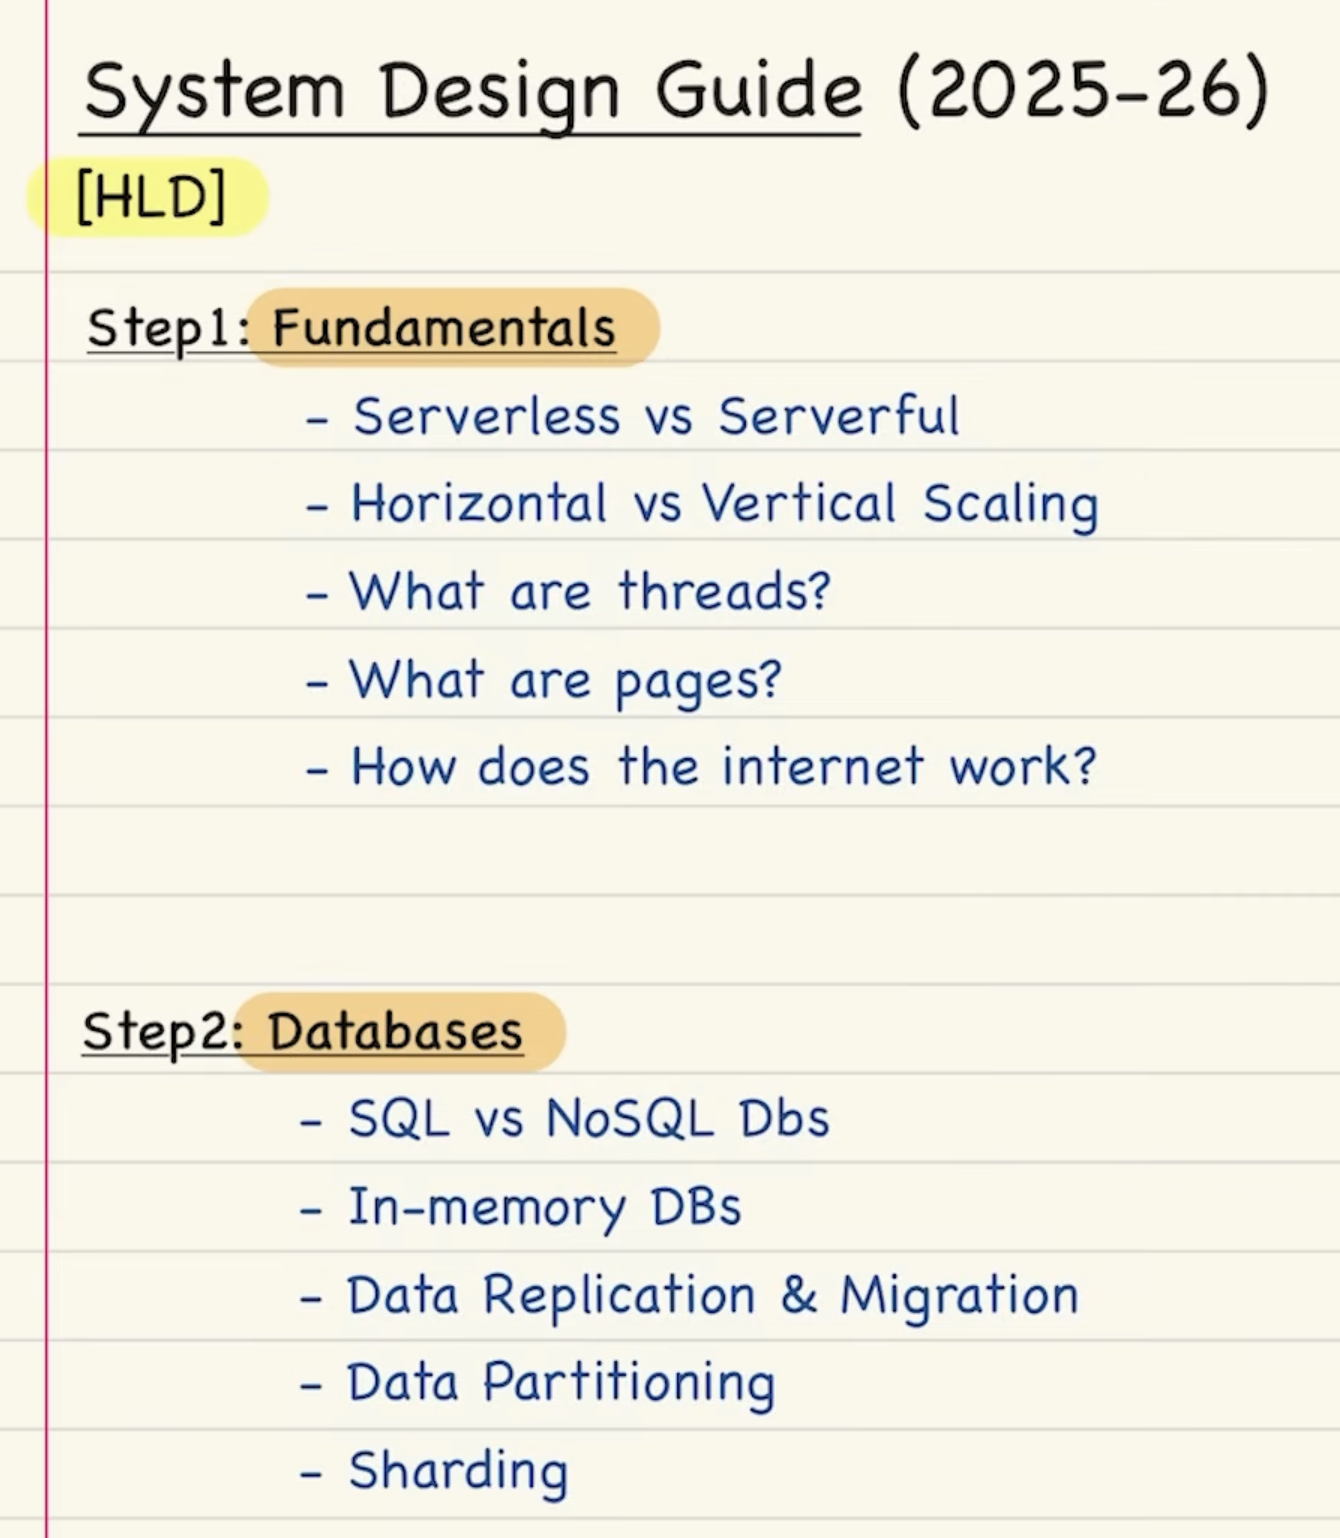 System Design Guide (2025-26)
[HLD]
Step1: Fundamentals
- Serverless vs Serverful
- Horizontal vs Vertical Scaling
- What are threads?
- What are pages?
- How does the internet work?
Step2: Databases
- SQL vs NoSQL Dbs
- In-memory DBs
- Data Replication & Migration
- Data Partitioning
- Sharding